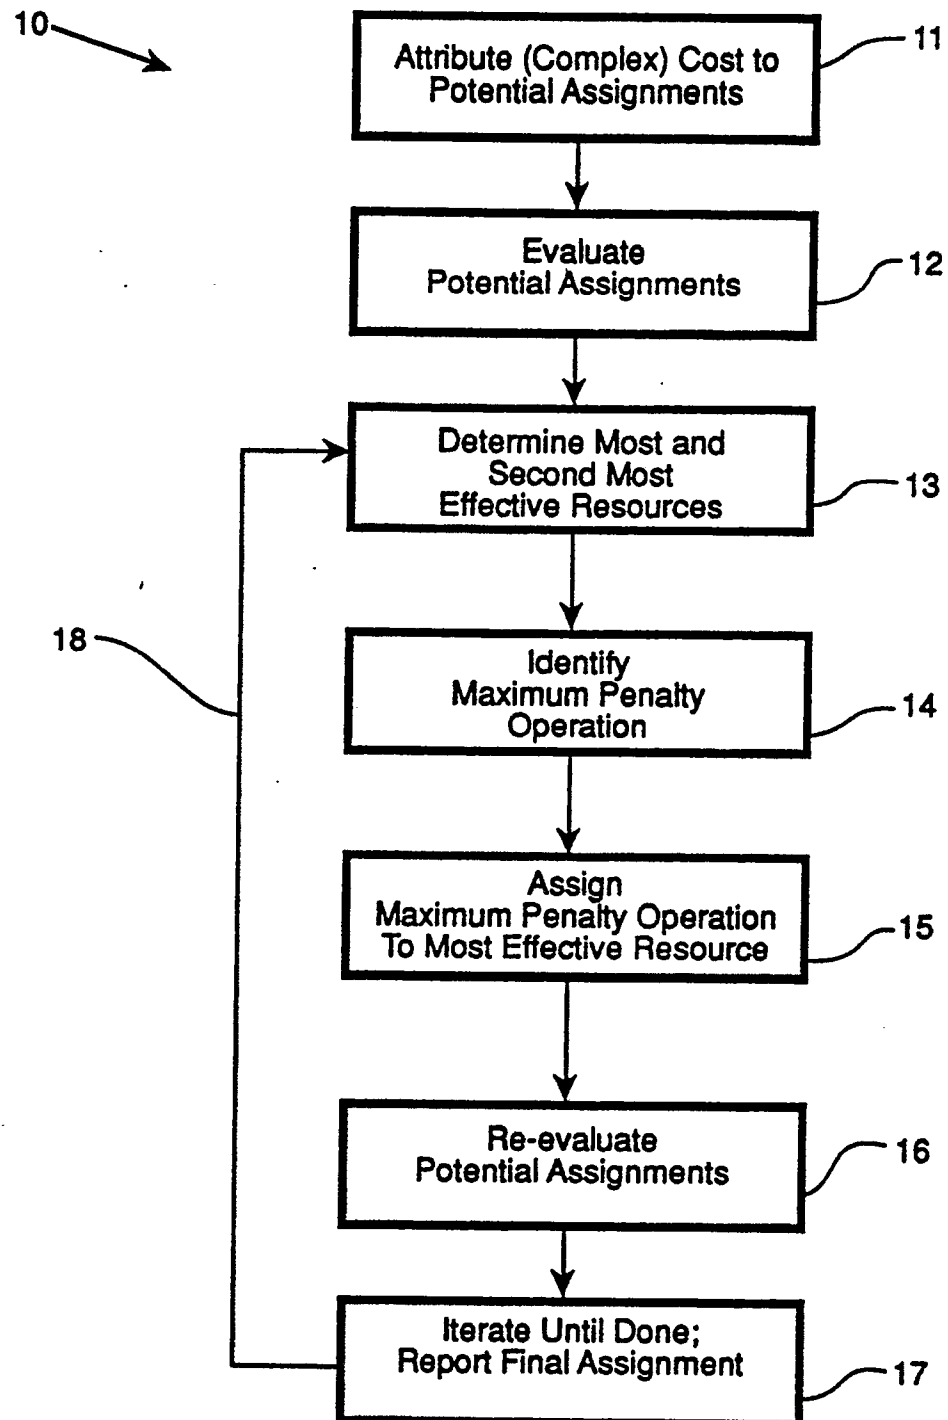 10
11
Attribute (Complex) Cost to
Potential Assignments
12
Evaluate
Potential Assignments
13
Determine Most and
Second Most
Effective Resources
18
14
Identify
Maximum Penalty
Operation
15
Assign
Maximum Penalty Operation
To Most Effective Resource
16
Re-evaluate
Potential Assignments
17
Iterate Until Done;
Report Final Assignment